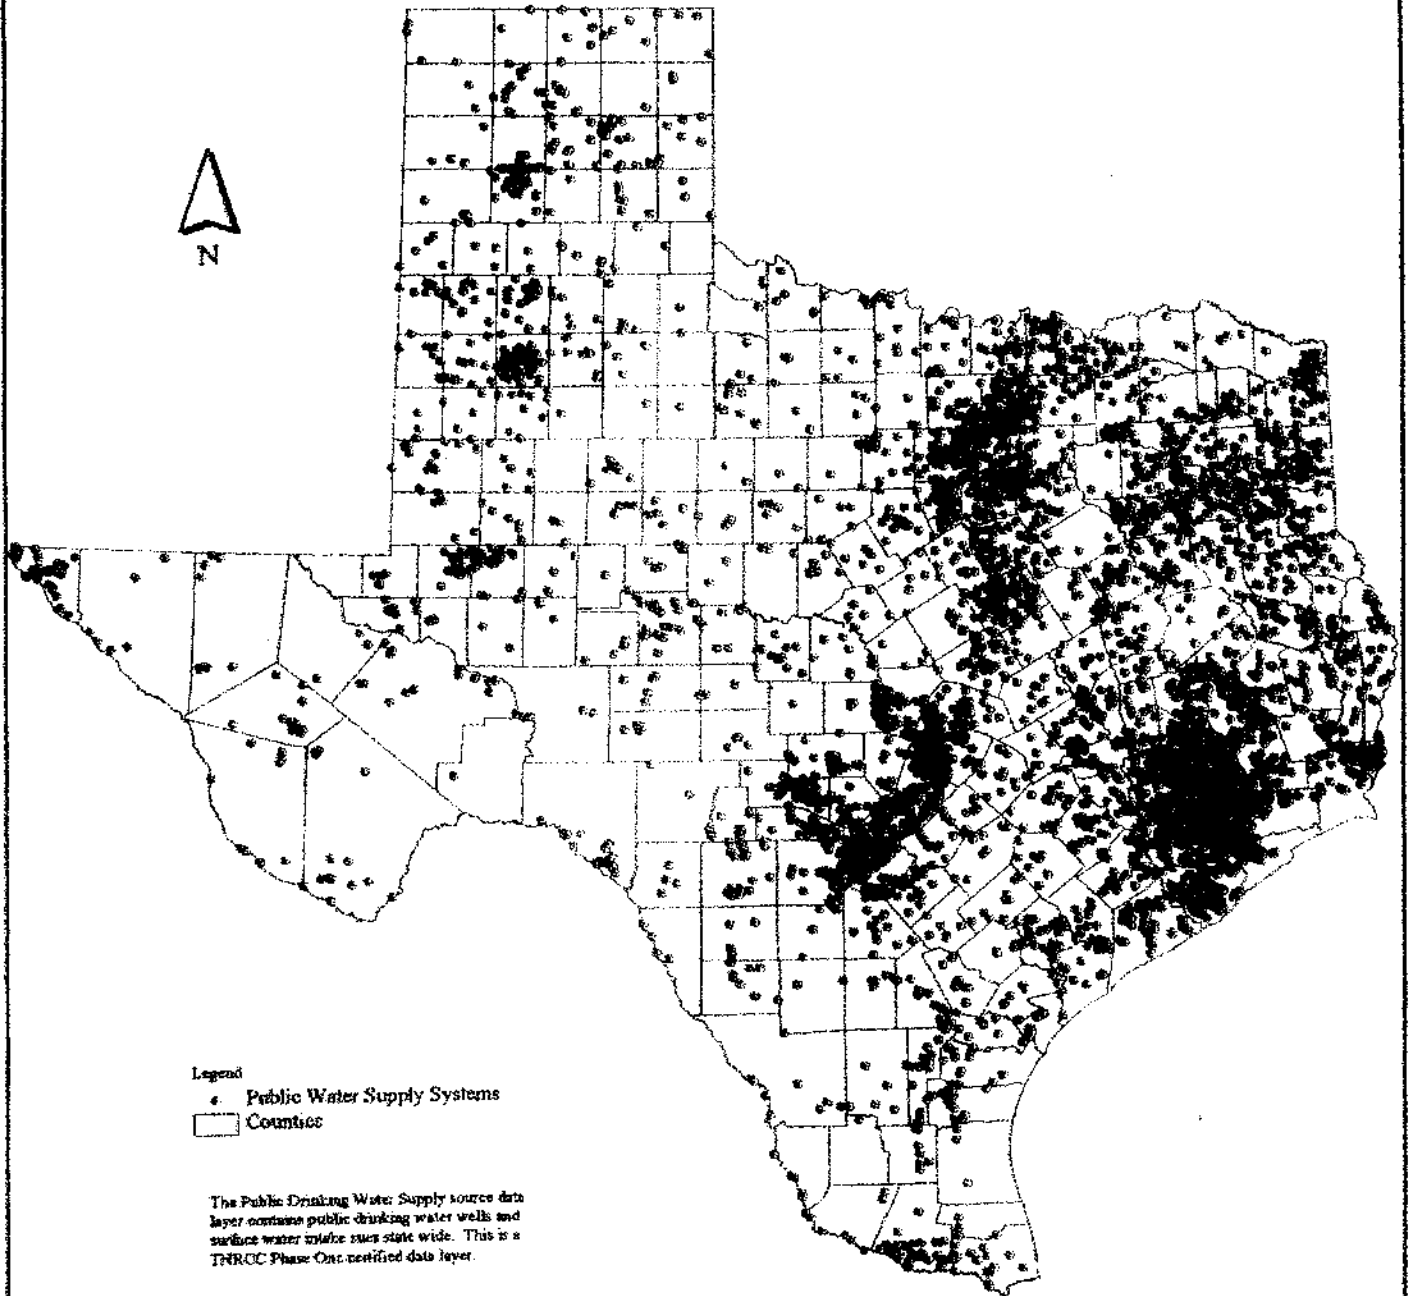 N
Legend
Public Water Supply Systems
Counties
The Public Drinking Water Supply source data
layer contains public drinking water wells and
surface water intake sites state wide. This is a
TNRCC Phase One certified data layer.